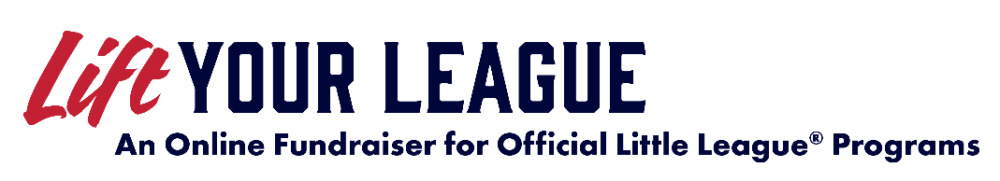 Lift YOUR LEAGUE
An Online Fundraiser for Official Little League® Programs